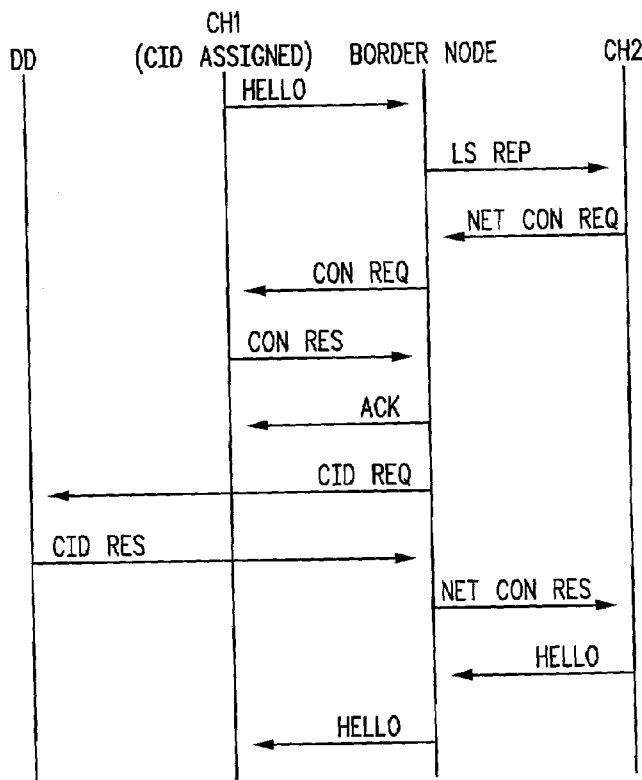 CH1
DD (CID ASSIGNED) BORDER NODE CH2
HELLO
LS REP
NET CON REQ
CON REQ
CON RES
ACK
CID REQ
CID RES
NET CON RES
HELLO
HELLO